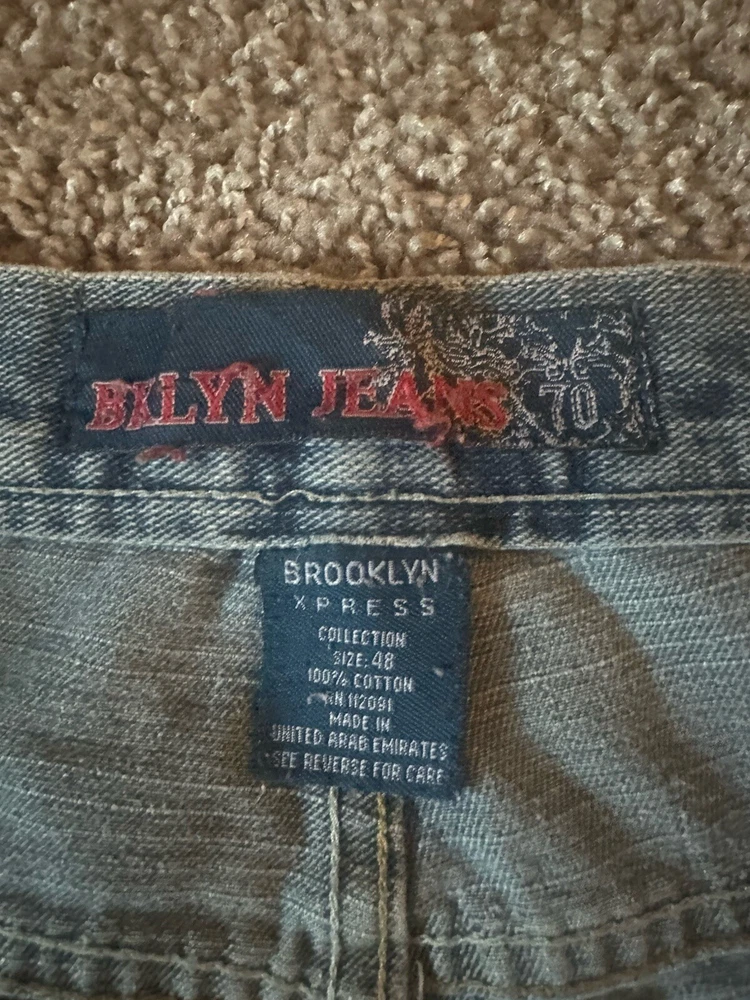 BKLYN JEANS 70
BROOKLYN
XPRESS
COLLECTION
SIZE: 48
100% COTTON
RN 112091
MADE IN
UNITED ARAB EMIRATES
SEE REVERSE FOR CARE